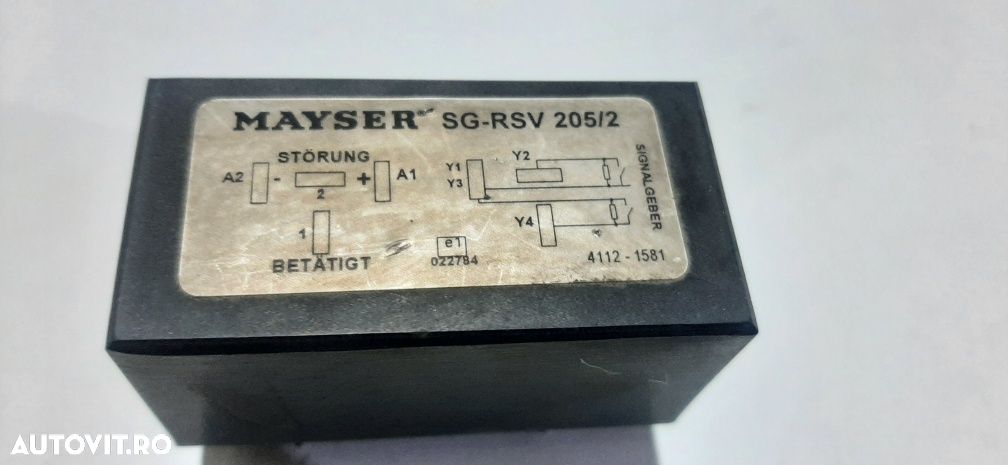 MAYSER SG-RSV 205/2
STÖRUNG
A2 - + A1
2
1
BETÄTIGT
Y1 Y2
Y3
Y4
SIGNALGEBER
e1
022784
4112-1581
AUTOVIT.RO